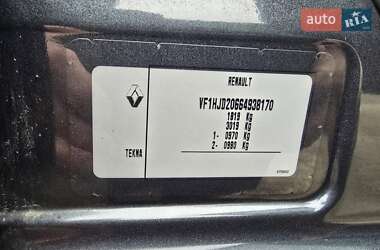 auto RIA
RENAULT
VF1HJD20664938170
1819 Kg
3019 Kg
1- 0970 Kg
2- 0980 Kg
TEKNA